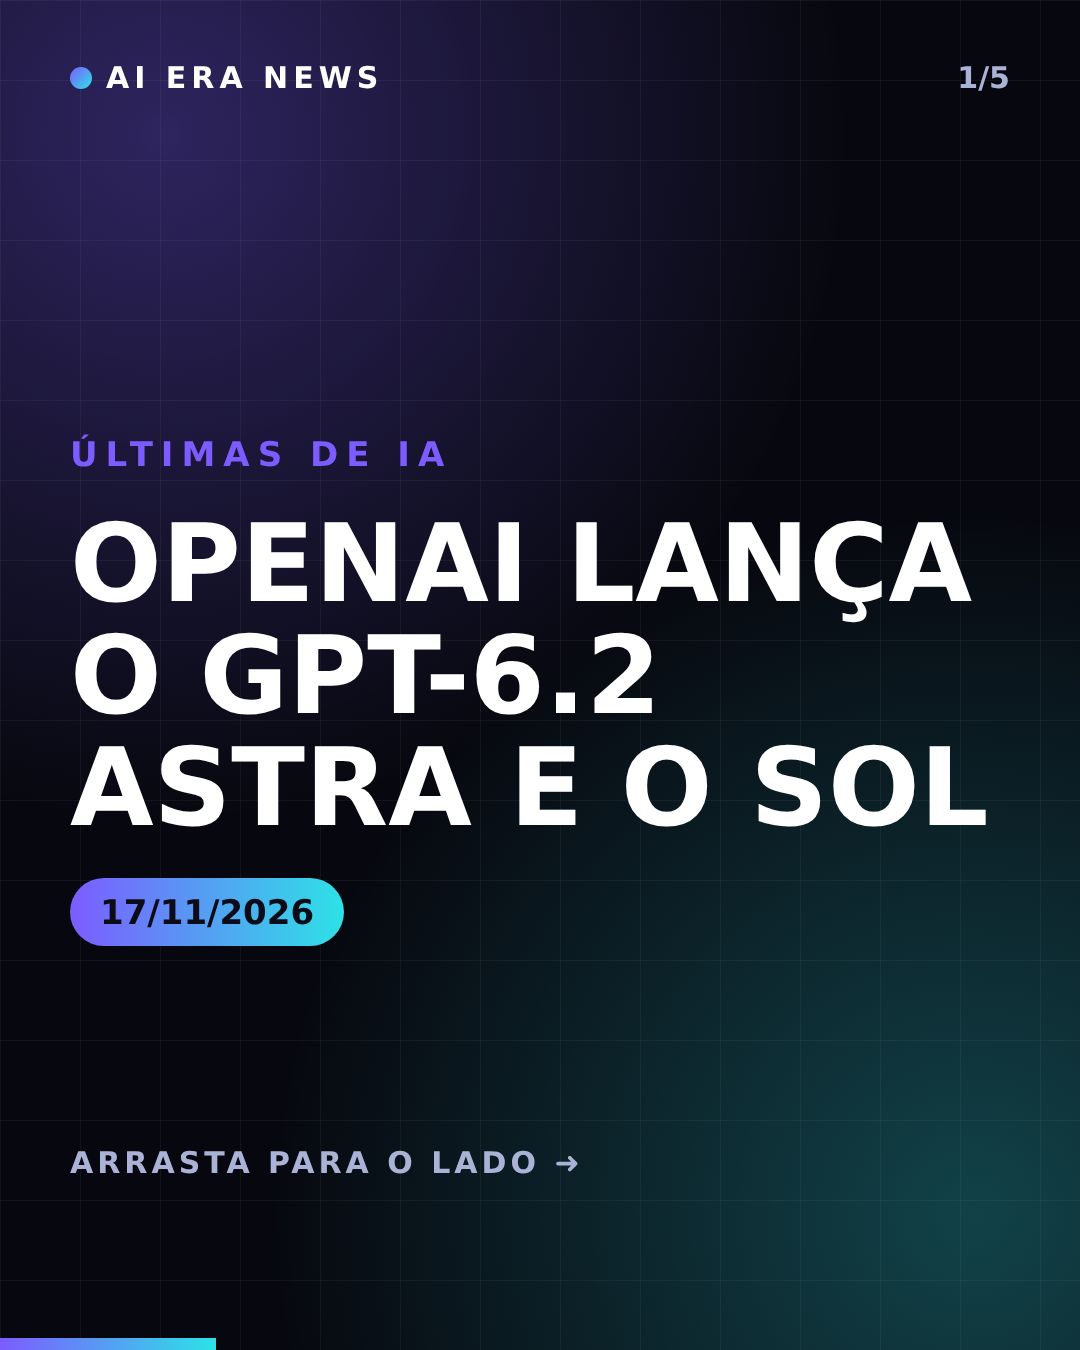 AI ERA NEWS
1/5
ÚLTIMAS DE IA
OPENAI LANÇA
O GPT-6.2
ASTRA E O SOL
17/11/2026
ARRASTA PARA O LADO →